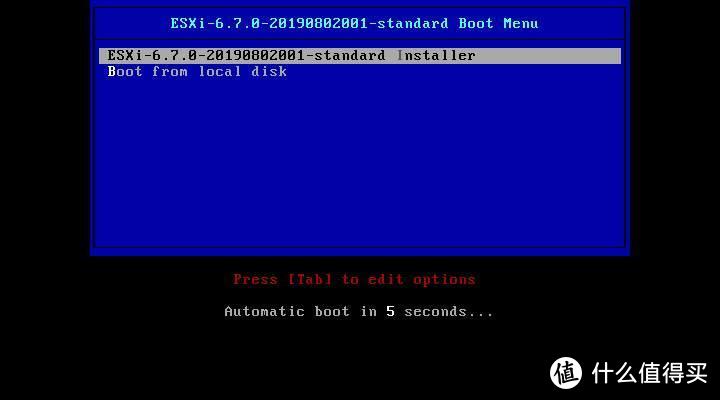 ESXi-6.7.0-20190802001-standard Boot Menu
ESXi-6.7.0-20190802001-standard Installer
Boot from local disk
Press [Tab] to edit options
Automatic boot in 5 seconds...
值 什么值得买